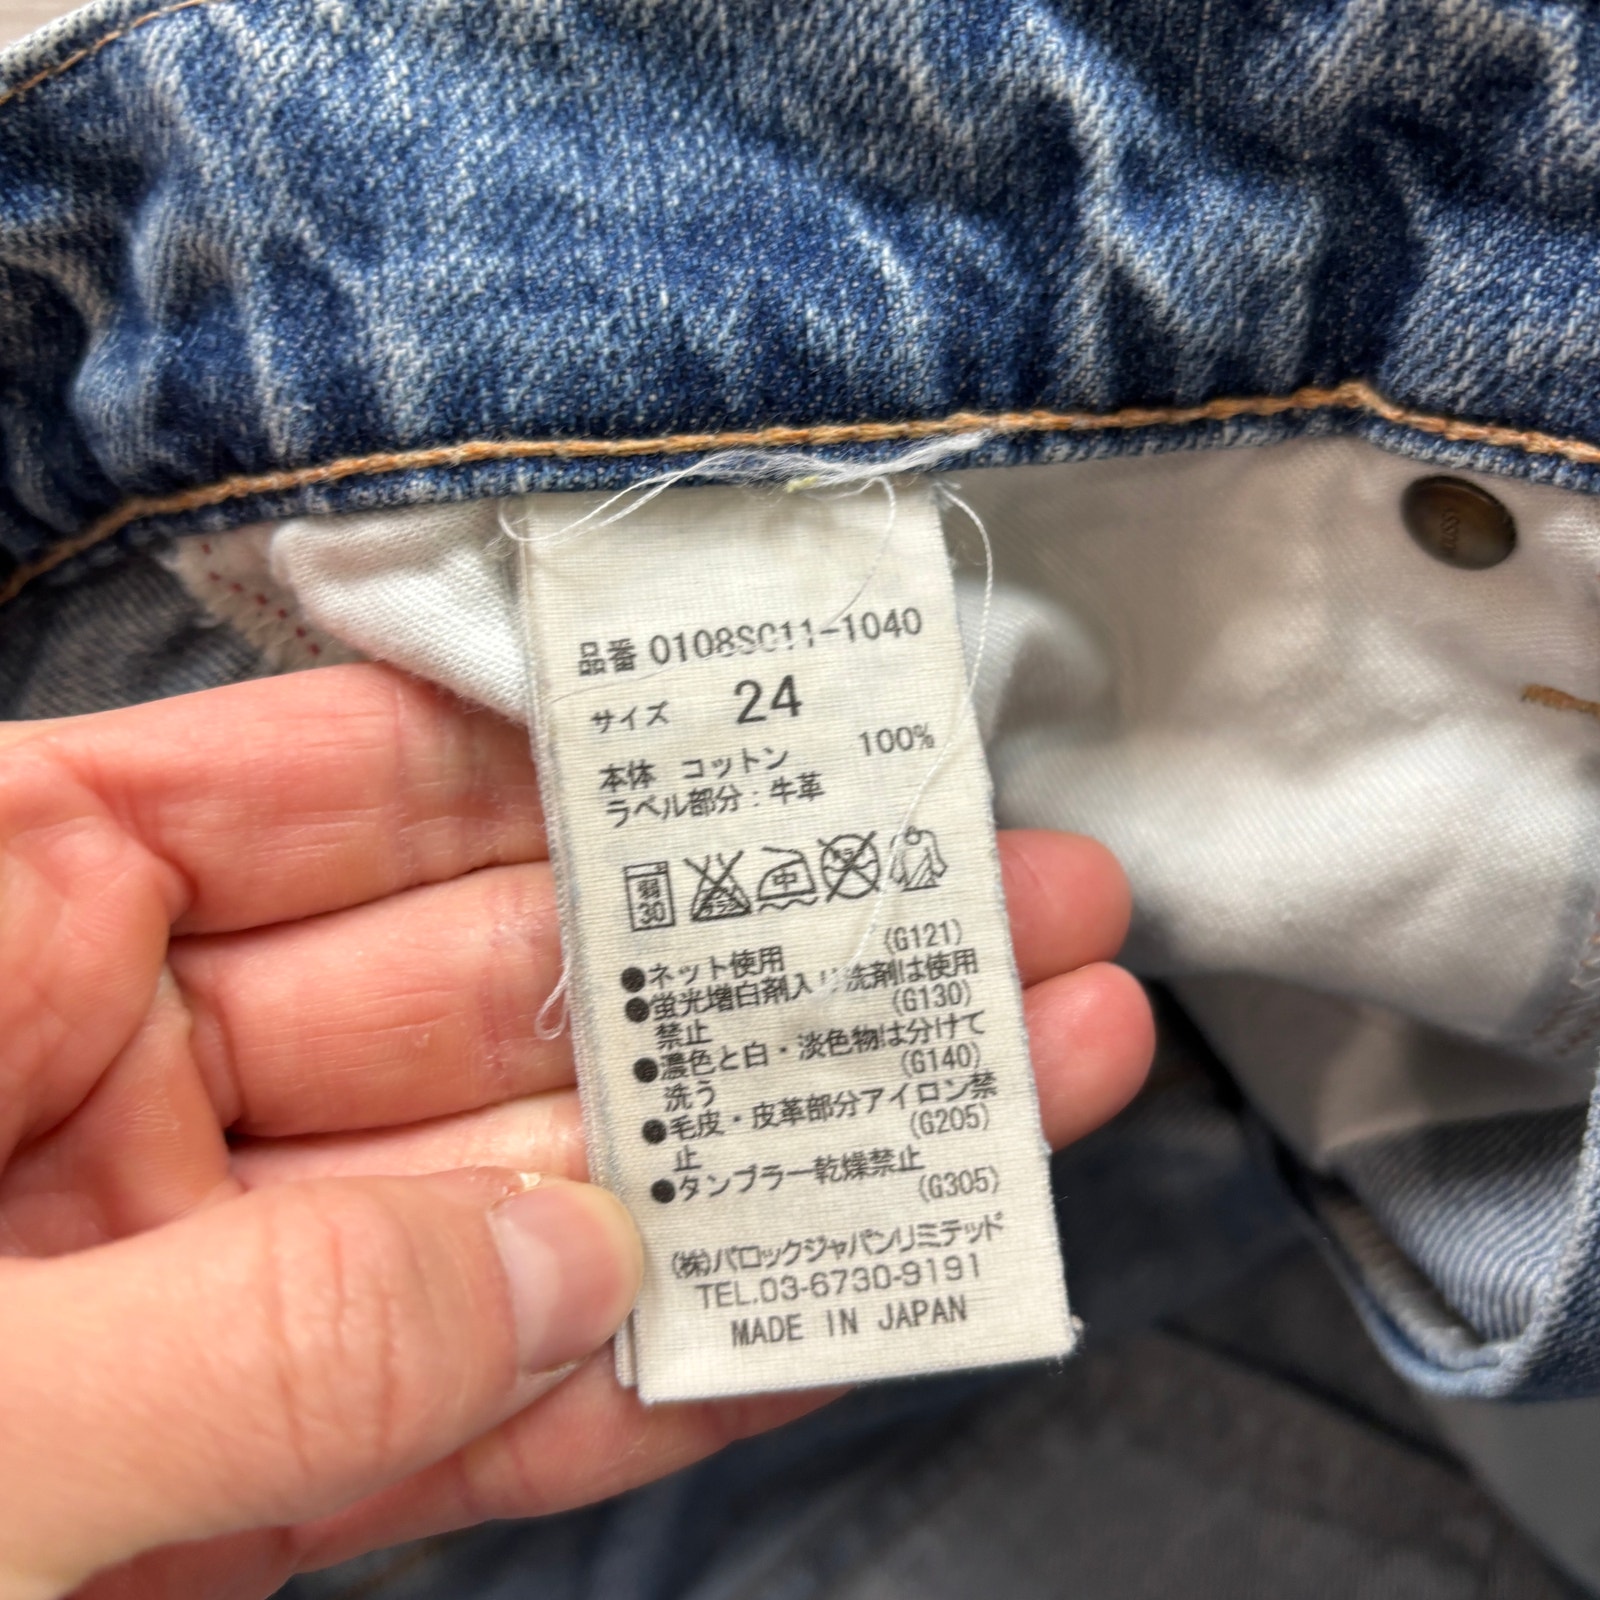 品番 0108SC11-1040
サイズ 24
本体 コットン 100%
ラベル部分:牛革
弱 30 中
(G121)
●ネット使用
●蛍光増白剤入り洗剤は使用
禁止 (G130)
●濃色と白・淡色物は分けて
洗う (G140)
●毛皮・皮革部分アイロン禁
止 (G205)
●タンブラー乾燥禁止
(G305)
(株)バロックジャパンリミテッド
TEL.03-6730-9191
MADE IN JAPAN